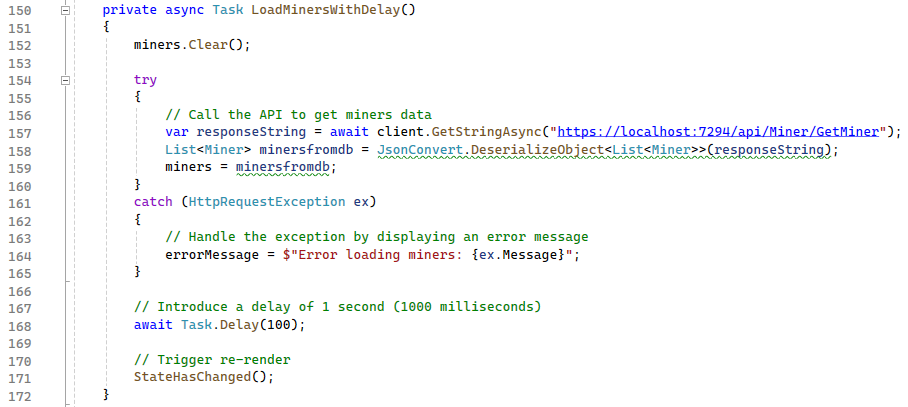 150 private async Task LoadMinersWithDelay()
151 {
152 miners.Clear();
153
154 try
155 {
156 // Call the API to get miners data
157 var responseString = await client.GetStringAsync("https://localhost:7294/api/Miner/GetMiner");
158 List<Miner> minersfromdb = JsonConvert.DeserializeObject<List<Miner>>(responseString);
159 miners = minersfromdb;
160 }
161 catch (HttpRequestException ex)
162 {
163 // Handle the exception by displaying an error message
164 errorMessage = $"Error loading miners: {ex.Message}";
165 }
166
167 // Introduce a delay of 1 second (1000 milliseconds)
168 await Task.Delay(100);
169
170 // Trigger re-render
171 StateHasChanged();
172 }